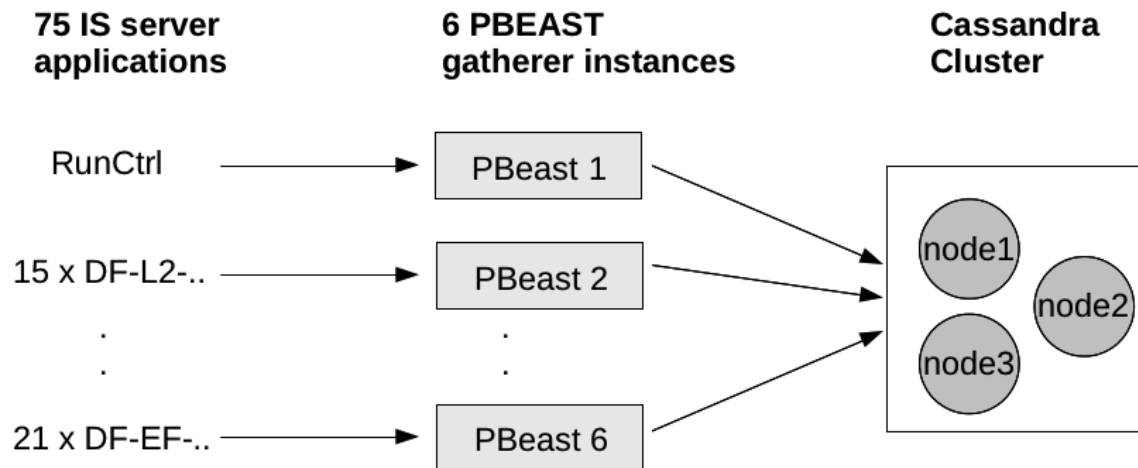 75 IS server
applications
6 PBEAST
gatherer instances
Cassandra
Cluster
RunCtrl
PBeast 1
15 x DF-L2-..
PBeast 2
.
.
.
.
21 x DF-EF-..
PBeast 6
node1
node2
node3